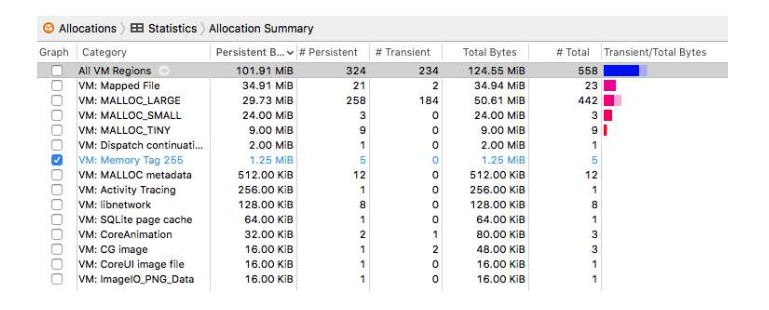 Allocations 〉 Statistics 〉 Allocation Summary
Graph Category Persistent B... # Persistent # Transient Total Bytes # Total Transient/Total Bytes
All VM Regions 101.91 MiB 324 234 124.55 MiB 558
VM: Mapped File 34.91 MiB 21 2 34.94 MiB 23
VM: MALLOC_LARGE 29.73 MiB 258 184 50.61 MiB 442
VM: MALLOC_SMALL 24.00 MiB 3 0 24.00 MiB 3
VM: MALLOC_TINY 9.00 MiB 9 0 9.00 MiB 9
VM: Dispatch continuati... 2.00 MiB 1 0 2.00 MiB 1
VM: Memory Tag 255 1.25 MiB 5 0 1.25 MiB 5
VM: MALLOC metadata 512.00 KiB 12 0 512.00 KiB 12
VM: Activity Tracing 256.00 KiB 1 0 256.00 KiB 1
VM: libnetwork 128.00 KiB 8 0 128.00 KiB 8
VM: SQLite page cache 64.00 KiB 1 0 64.00 KiB 1
VM: CoreAnimation 32.00 KiB 2 1 80.00 KiB 3
VM: CG image 16.00 KiB 1 2 48.00 KiB 3
VM: CoreUI image file 16.00 KiB 1 0 16.00 KiB 1
VM: ImageIO_PNG_Data 16.00 KiB 1 0 16.00 KiB 1